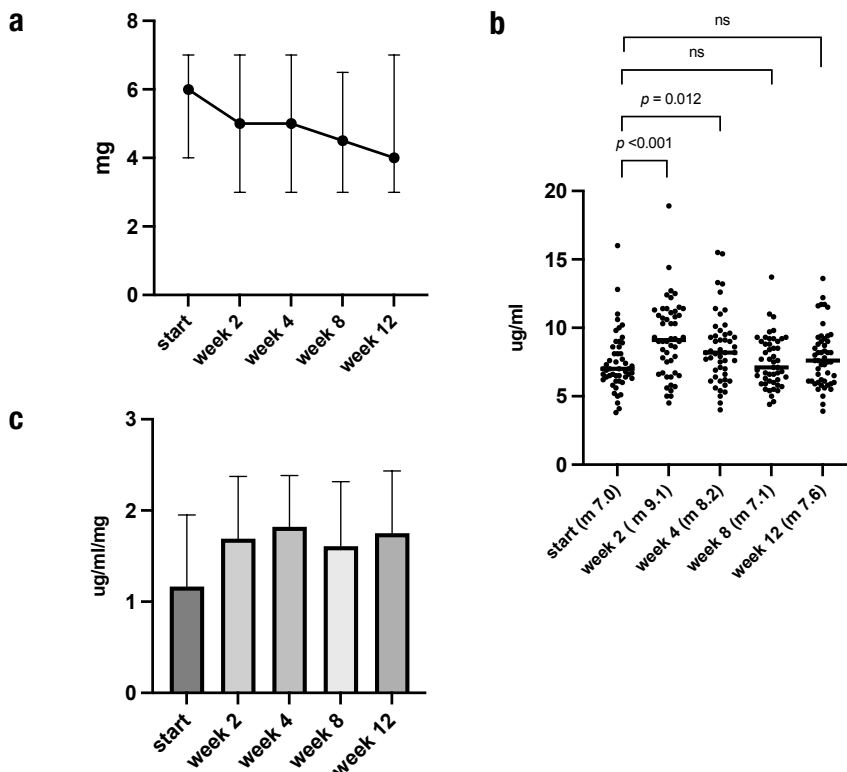 a
8
6
4
2
0
mg
start
week 2
week 4
week 8
week 12
b
ns
ns
p = 0.012
p <0.001
20
15
10
5
0
ug/ml
start (m 7.0)
week 2 ( m 9.1)
week 4 (m 8.2)
week 8 (m 7.1)
week 12 (m 7.6)
c
3
2
1
0
ug/ml/mg
start
week 2
week 4
week 8
week 12